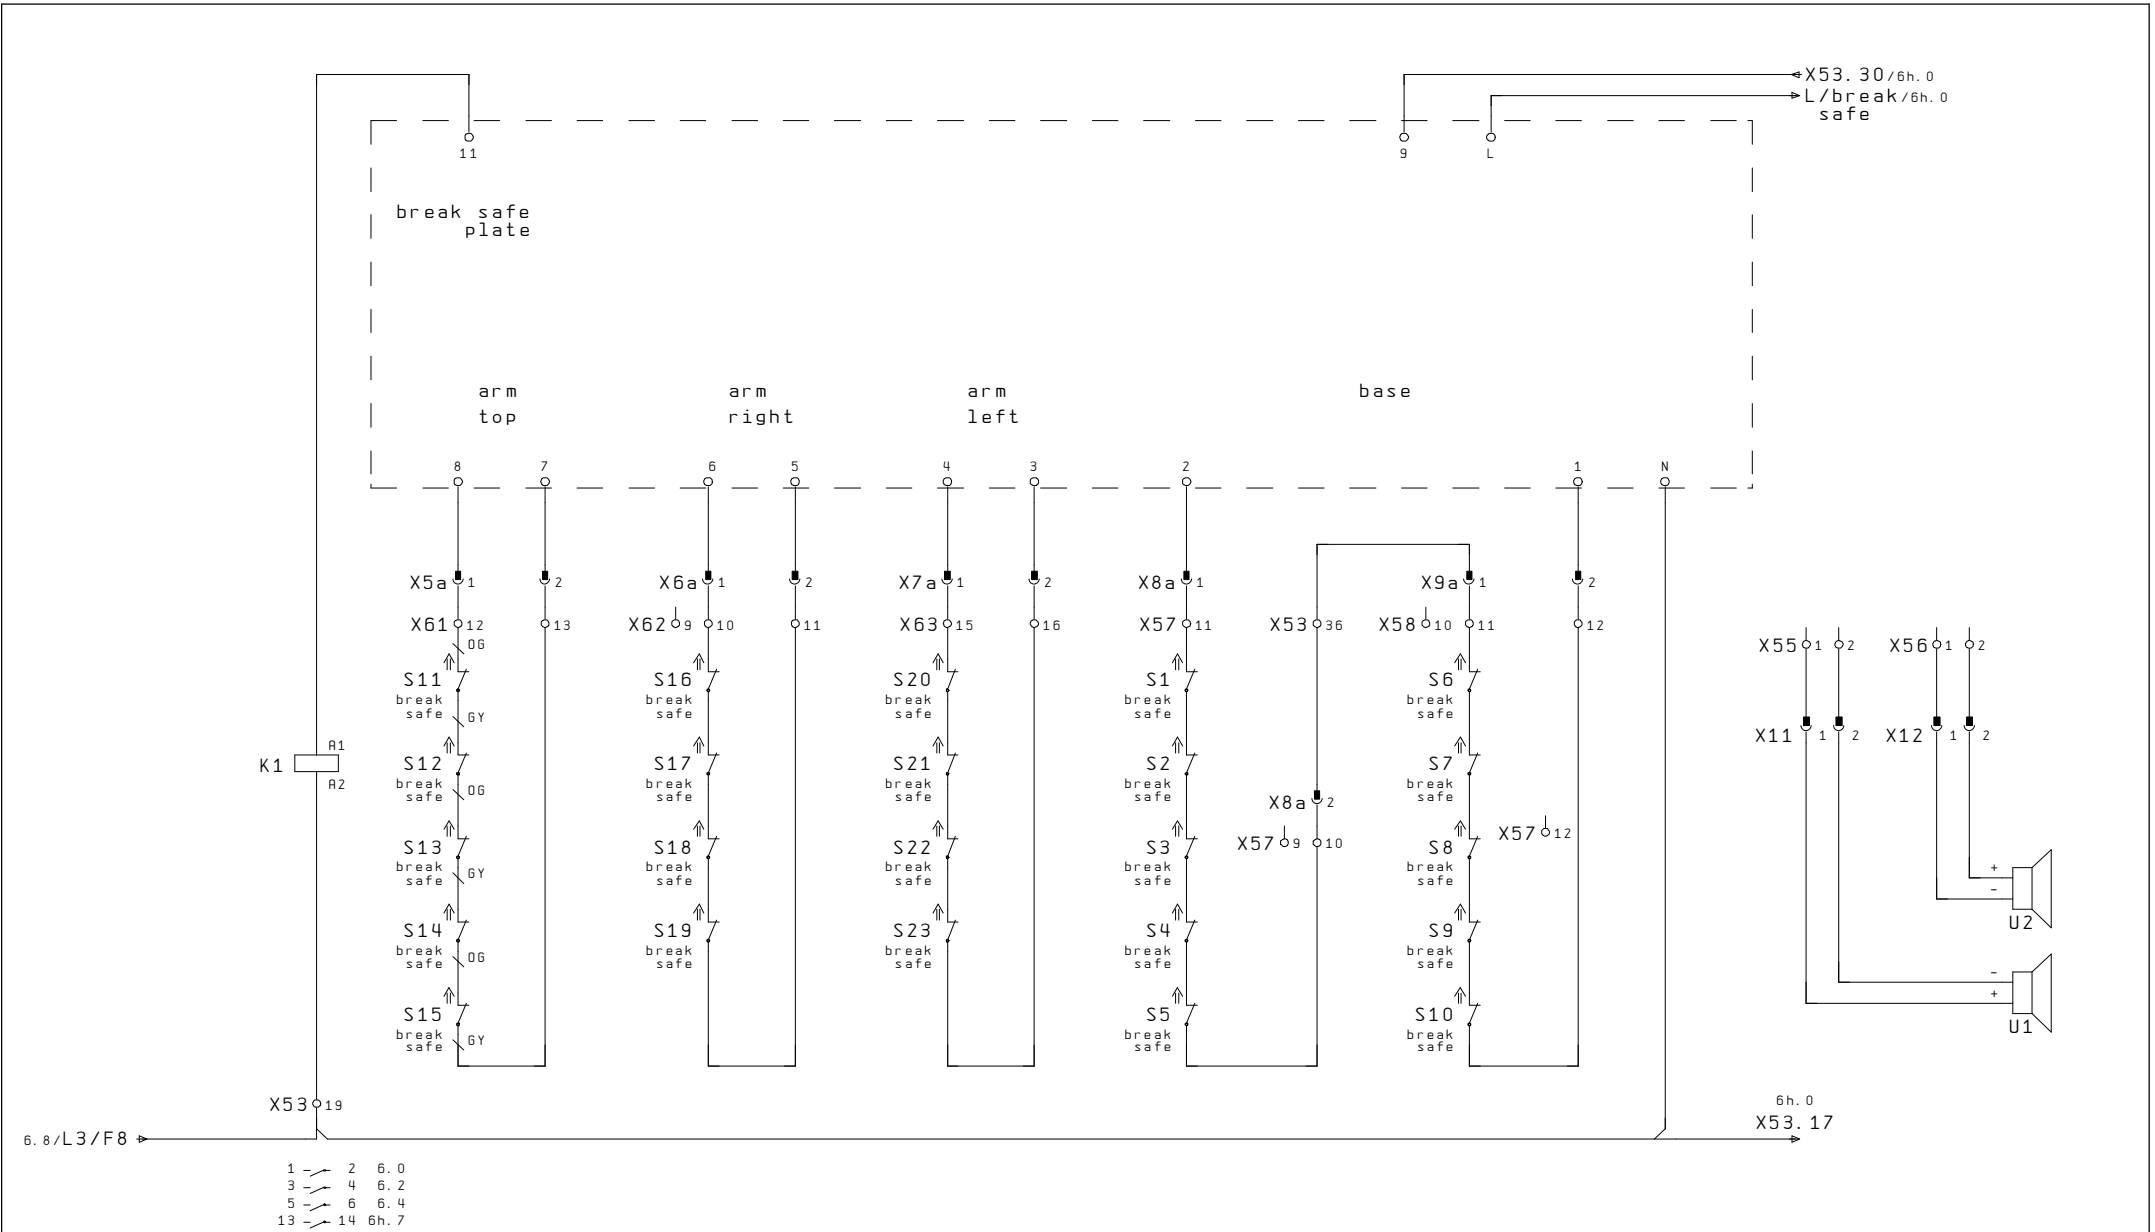 X53.30/6h.0
L/break/6h.0
safe
11
9
L
break safe
plate
arm
top
arm
right
arm
left
base
8
7
6
5
4
3
2
1
N
X5a 1
2
X6a 1
2
X7a 1
2
X8a 1
X9a 1
2
X61 12
13
X62 9
10
11
X63 15
16
X57 11
X53 36
X58 10
11
12
OG
X55 1
2
X56 1
2
S11
break
safe
S16
break
safe
S20
break
safe
S1
break
safe
S6
break
safe
GY
X11 1
2
X12 1
2
K1
A1
A2
S12
break
safe
S17
break
safe
S21
break
safe
S2
break
safe
S7
break
safe
OG
X8a 2
X57 9
10
X57 12
S13
break
safe
S18
break
safe
S22
break
safe
S3
break
safe
S8
break
safe
GY
+
-
U2
S14
break
safe
S19
break
safe
S23
break
safe
S4
break
safe
S9
break
safe
OG
-
+
U1
S15
break
safe
S5
break
safe
S10
break
safe
GY
X53 19
6h.0
X53.17
6.8/L3/F8
1 2 6.0
3 4 6.2
5 6 6.4
13 14 6h.7